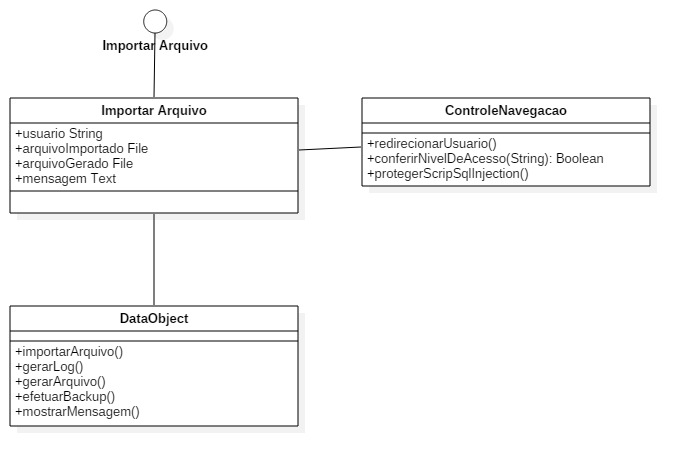 Importar Arquivo
Importar Arquivo
+usuario String
+arquivoImportado File
+arquivoGerado File
+mensagem Text
ControleNavegacao
+redirecionarUsuario()
+conferirNivelDeAcesso(String): Boolean
+protegerScripSqlInjection()
DataObject
+importarArquivo()
+gerarLog()
+gerarArquivo()
+efetuarBackup()
+mostrarMensagem()